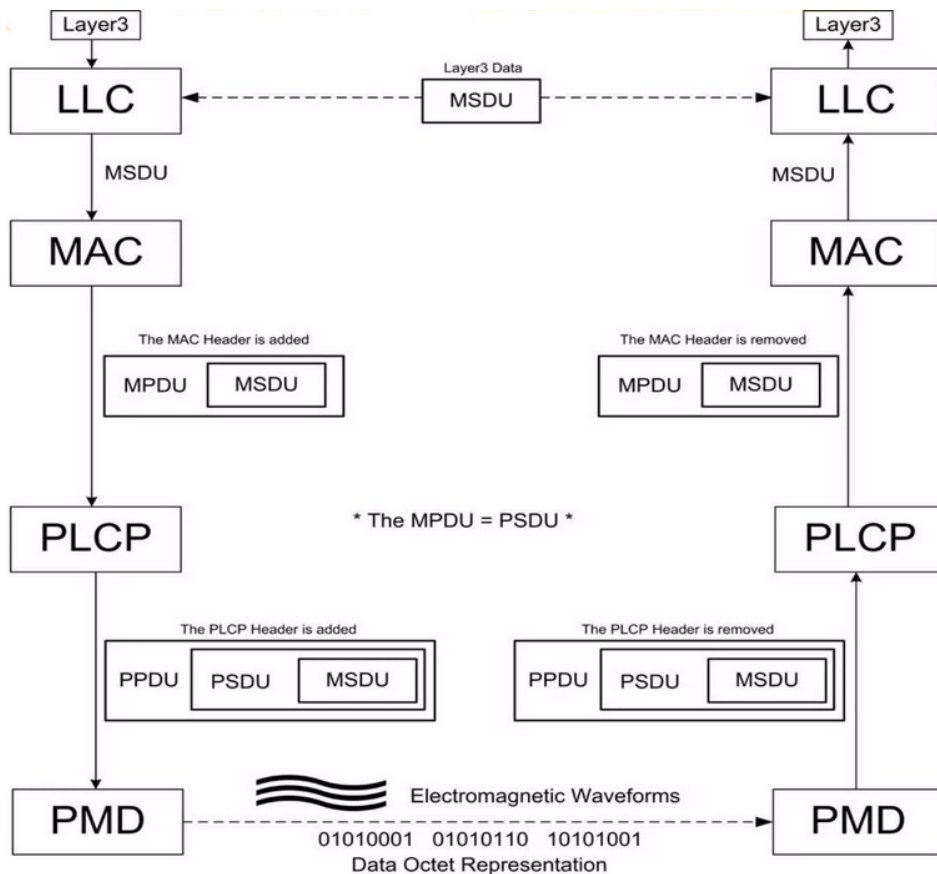 Layer3
Layer3
Layer3 Data
LLC
MSDU
LLC
MSDU
MSDU
MAC
MAC
The MAC Header is added
The MAC Header is removed
MPDU
MSDU
MPDU
MSDU
PLCP
* The MPDU = PSDU *
PLCP
The PLCP Header is added
The PLCP Header is removed
PPDU
PSDU
MSDU
PPDU
PSDU
MSDU
Electromagnetic Waveforms
PMD
PMD
01010001 01010110 10101001
Data Octet Representation